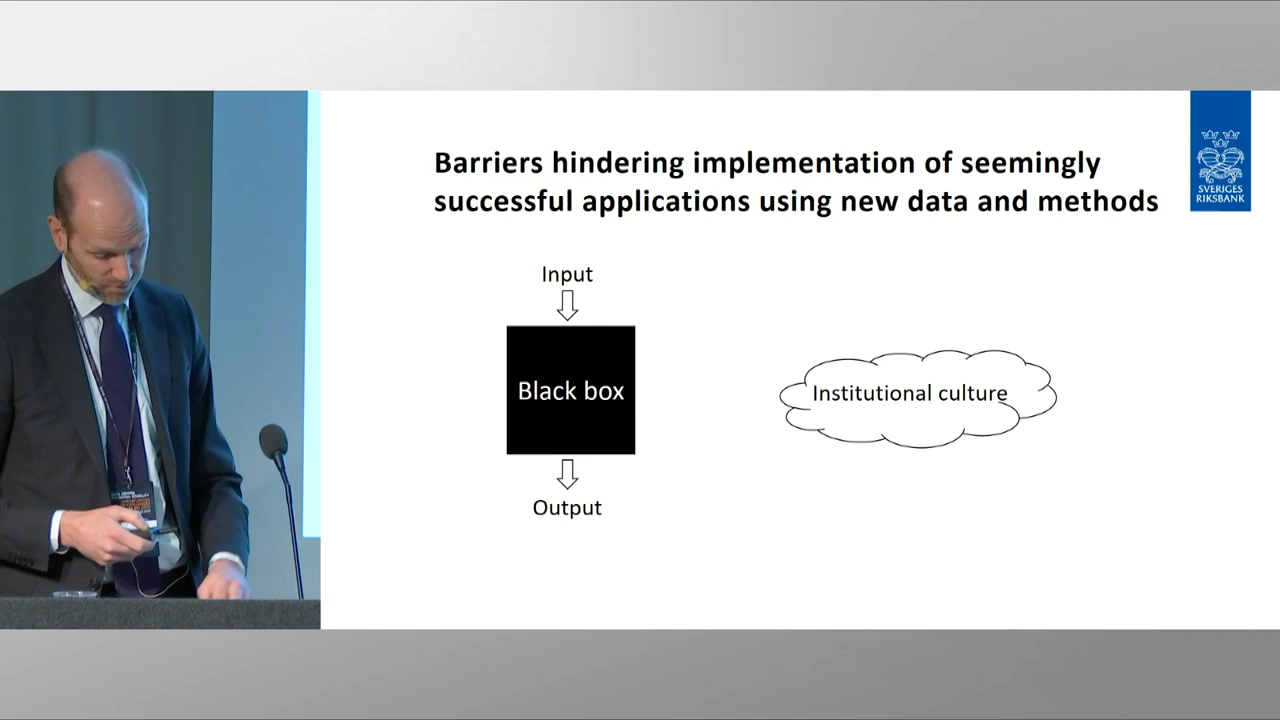 Barriers hindering implementation of seemingly
successful applications using new data and methods
SVERIGES
RIKSBANK
Input
Black box
Output
Institutional culture